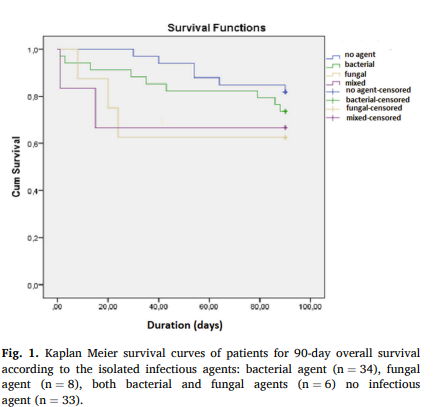 Survival Functions
no agent
bacterial
fungal
mixed
no agent-censored
bacterial-censored
fungal-censored
mixed-censored
1,0
0,8
0,6
0,4
0,2
0,0
Cum Survival
,00
20,00
40,00
60,00
80,00
100,00
Duration (days)
Fig. 1. Kaplan Meier survival curves of patients for 90-day overall survival
according to the isolated infectious agents: bacterial agent (n = 34), fungal
agent (n = 8), both bacterial and fungal agents (n = 6) no infectious
agent (n = 33).